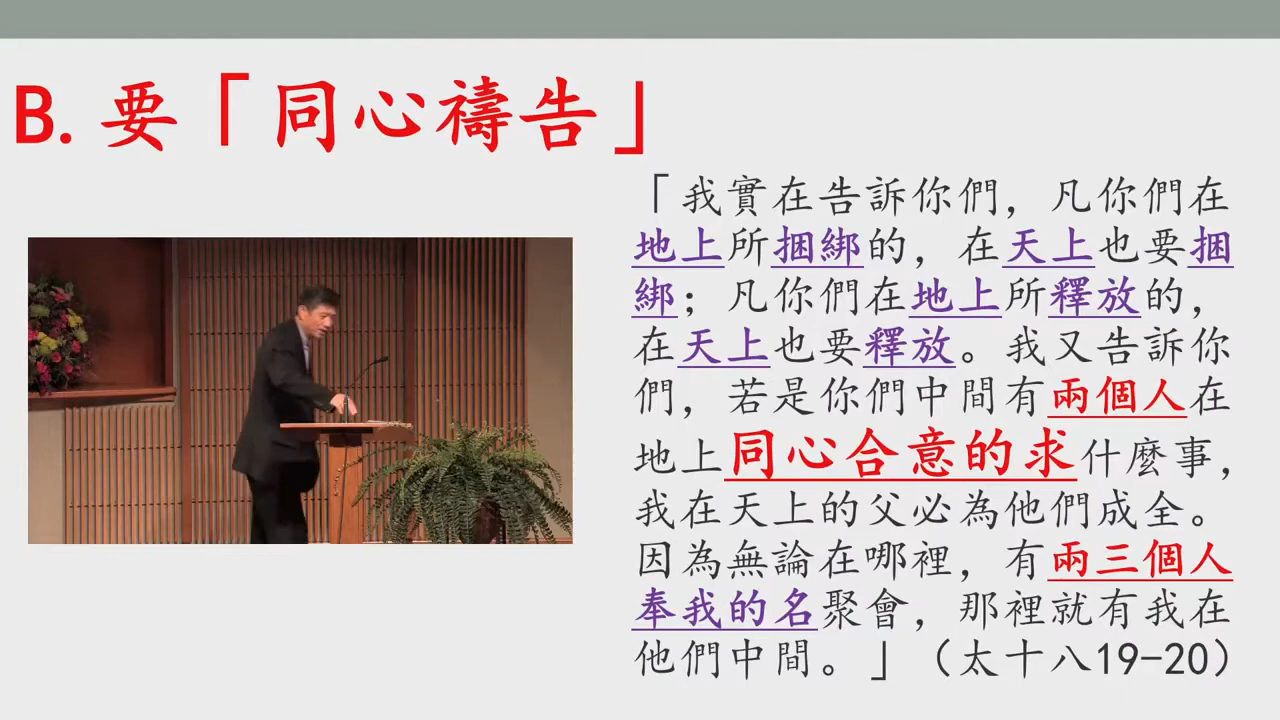 B. 要「同心禱告」
「我實在告訴你們，凡你們在
地上所捆綁的，在天上也要捆
綁；凡你們在地上所釋放的，
在天上也要釋放。我又告訴你
們，若是你們中間有兩個人在
地上同心合意的求什麼事，
我在天上的父必為他們成全。
因為無論在哪裡，有兩三個人
奉我的名聚會，那裡就有我在
他們中間。」（太十八19-20）